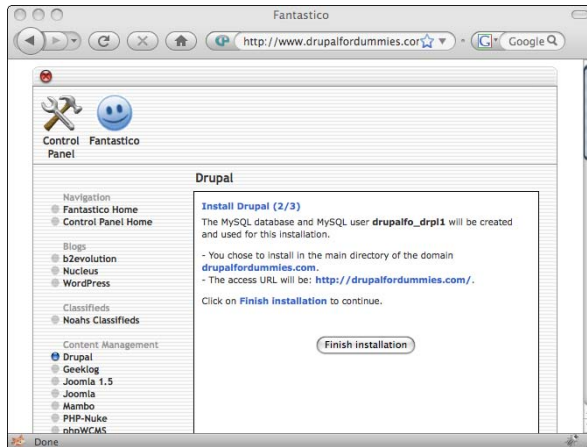 Fantastico
http://www.drupalfordummies.com
Google
Control Panel
Fantastico
Drupal
Navigation
Fantastico Home
Control Panel Home
Blogs
b2evolution
Nucleus
WordPress
Classifieds
Noahs Classifieds
Content Management
Drupal
Geeklog
Joomla 1.5
Joomla
Mambo
PHP-Nuke
phpWCMS
Install Drupal (2/3)
The MySQL database and MySQL user drupalfo_drpl1 will be created
and used for this installation.
- You chose to install in the main directory of the domain
drupalfordummies.com.
- The access URL will be: http://drupalfordummies.com/.
Click on Finish installation to continue.
Finish installation
Done